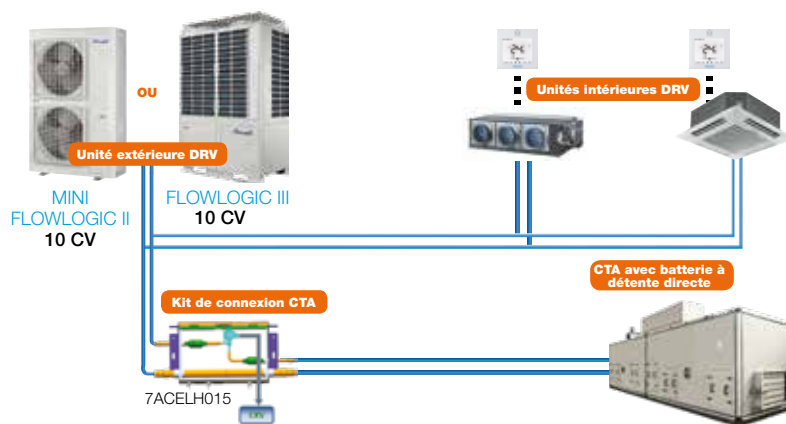 OU
Unités intérieures DRV
Unité extérieure DRV
MINI
FLOWLOGIC II
10 CV
FLOWLOGIC III
10 CV
CTA avec batterie à
détente directe
Kit de connexion CTA
7ACELH015